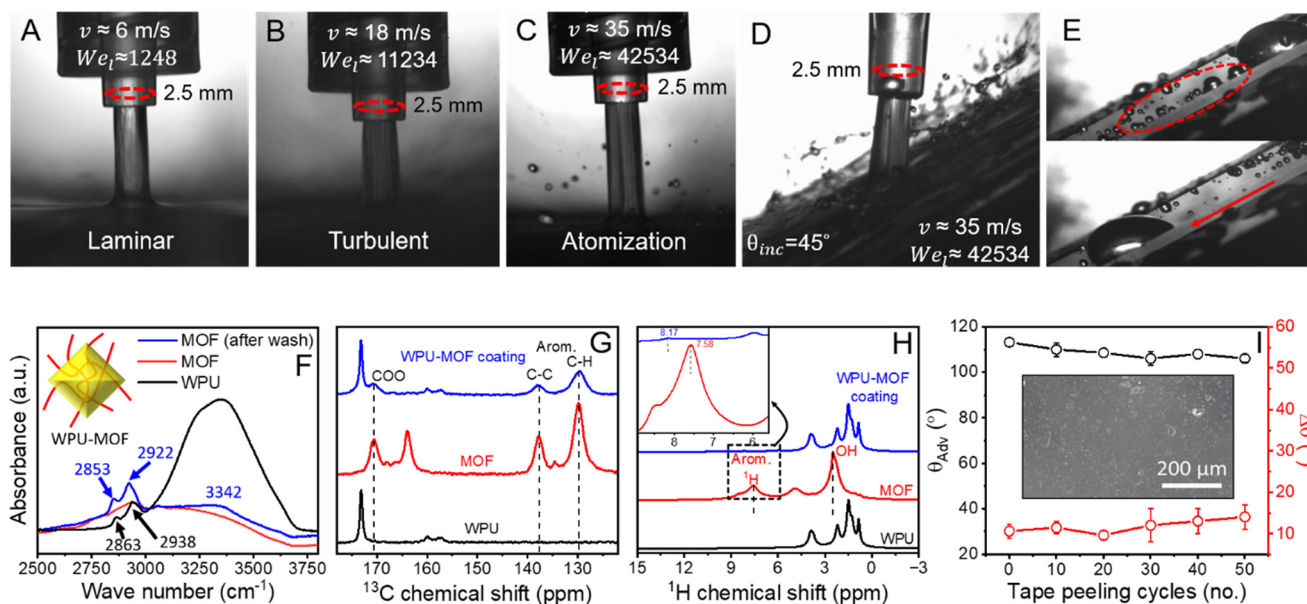 A
v ≈ 6 m/s
We_l≈1248
2.5 mm
Laminar
B
v ≈ 18 m/s
We_l≈ 11234
2.5 mm
Turbulent
C
v ≈ 35 m/s
We_l≈ 42534
2.5 mm
Atomization
D
2.5 mm
θ_inc=45°
v ≈ 35 m/s
We_l≈ 42534
E
F
MOF (after wash)
MOF
WPU
WPU-MOF
2853
2922
3342
2863
2938
Absorbance (a.u.)
2500 2750 3000 3250 3500 3750
Wave number (cm⁻¹)
G
WPU-MOF coating
Arom.
COO
C-C
C-H
MOF
WPU
170 160 150 140 130
¹³C chemical shift (ppm)
H
8.17
7.58
8 7 6
WPU-MOF
coating
Arom.
¹H
OH
MOF
WPU
15 12 9 6 3 0 −3
¹H chemical shift (ppm)
I
θ_Adv (°)
120
100
80
60
40
20
200 µm
60
50
40
30
20
10
0 10 20 30 40 50
Tape peeling cycles (no.)